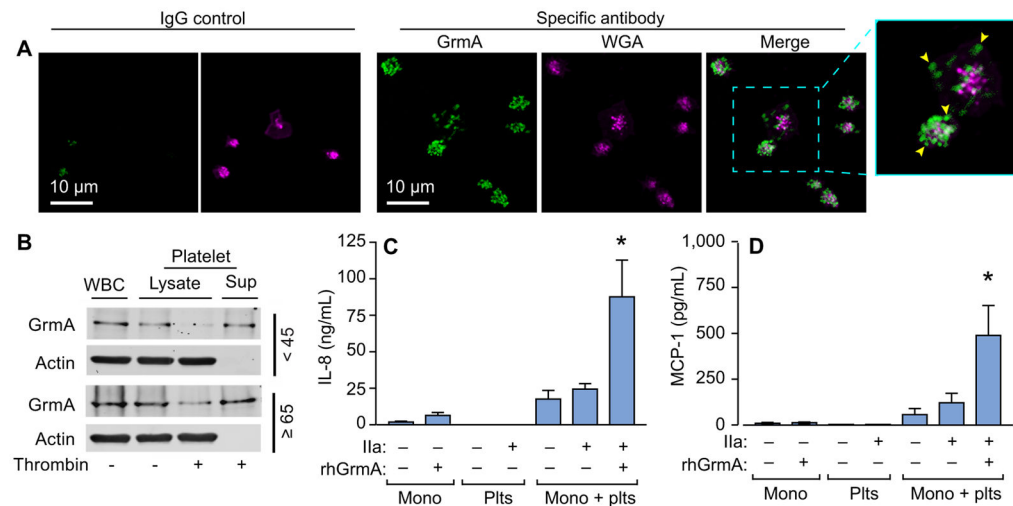 IgG control
Specific antibody
A
GrmA
WGA
Merge
10 μm
10 μm
B
Platelet
WBC Lysate Sup
GrmA
Actin
< 45
GrmA
Actin
≥ 65
Thrombin - - + +
C
125
100
75
50
25
0
IL-8 (ng/mL)
*
IIa: – – – + – + +
rhGrmA: – + – – – – +
Mono Plts Mono + plts
D
1,000
750
500
250
0
MCP-1 (pg/mL)
*
IIa: – – – + – + +
rhGrmA: – + – – – – +
Mono Plts Mono + plts